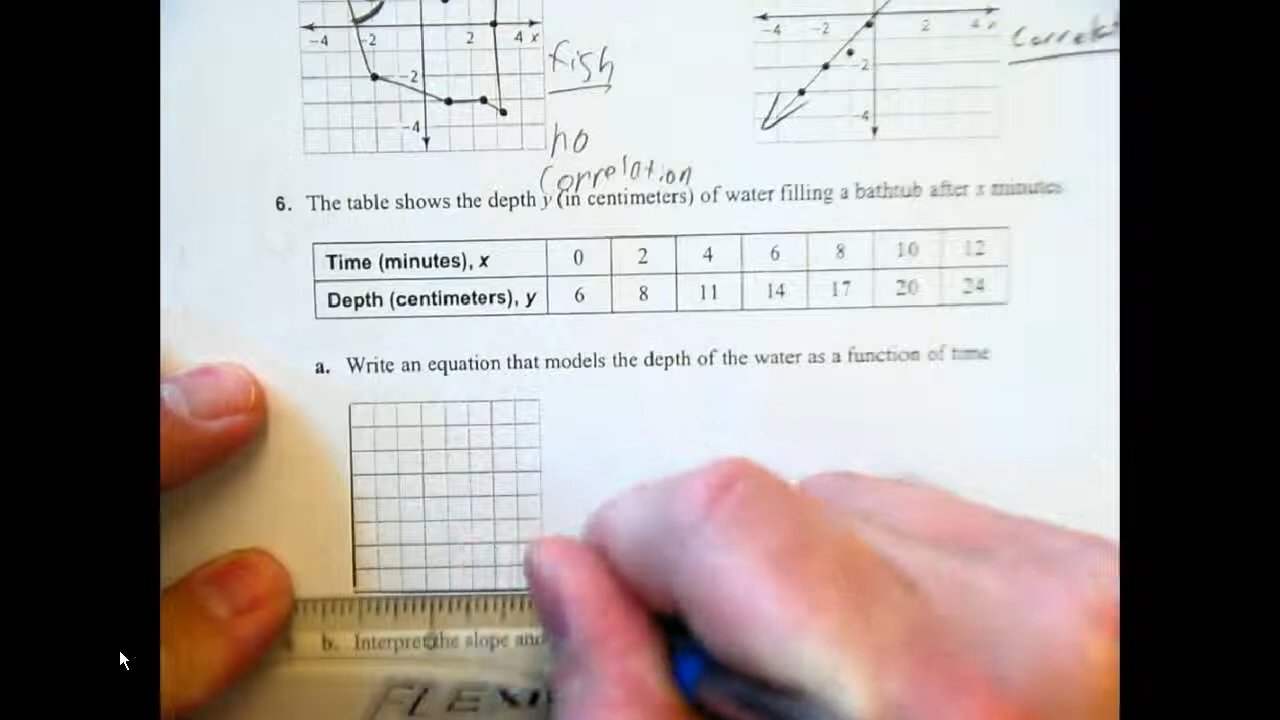 -4 -2 2 4 x
-2
-4
fish
no
correlation
-4 -2 2 4 x
-2
-4
6. The table shows the depth y (in centimeters) of water filling a bathtub after x minutes
Time (minutes), x 0 2 4 6 8 10 12
Depth (centimeters), y 6 8 11 14 17 20 24
a. Write an equation that models the depth of the water as a function of time
b. Interpret the slope and